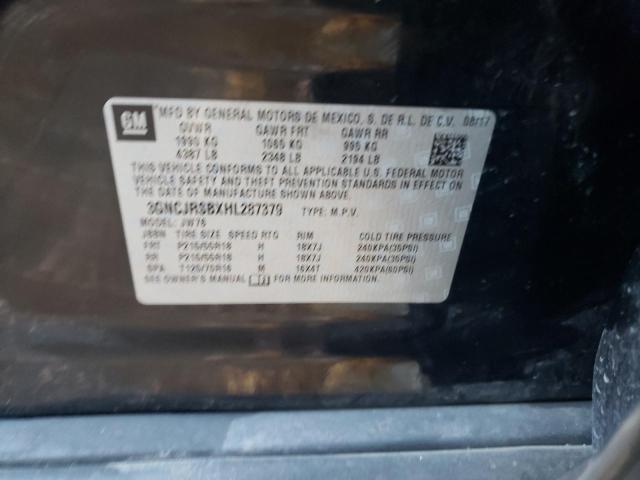 GM
MFD BY GENERAL MOTORS DE MEXICO, S. DE R.L. DE C.V. 08/17
GVWR GAWR FRT GAWR RR
1990 KG 1065 KG 995 KG
4387 LB 2348 LB 2194 LB
THIS VEHICLE CONFORMS TO ALL APPLICABLE U.S. FEDERAL MOTOR
VEHICLE SAFETY, BUMPER, AND THEFT PREVENTION STANDARDS IN
EFFECT ON THE DATE OF MANUFACTURE SHOWN ABOVE.
3GNCJRSBXHL287379 TYPE: M.P.V.
MODEL: JW76
JBBN TIRE SIZE SPEED RTG RIM COLD TIRE PRESSURE
FRT P215/55R18 H 18X7J 240KPA(35PSI)
RR P215/55R18 H 18X7J 240KPA(35PSI)
SPA T125/70R16 M 16X4T 420KPA(60PSI)
SEE OWNER'S MANUAL FOR MORE INFORMATION.